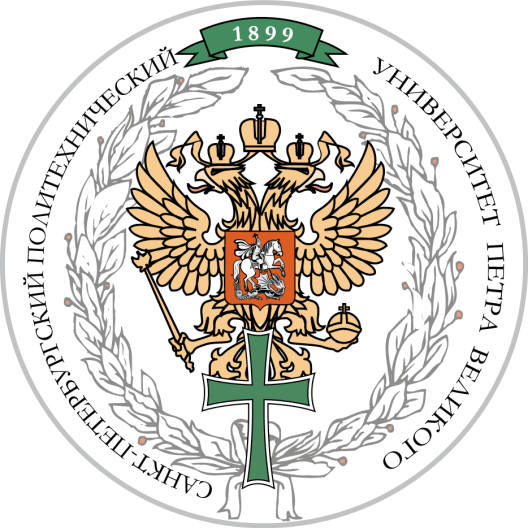 1899
САНКТ-ПЕТЕРБУРГСКИЙ ПОЛИТЕХНИЧЕСКИЙ
УНИВЕРСИТЕТ ПЕТРА ВЕЛИКОГО